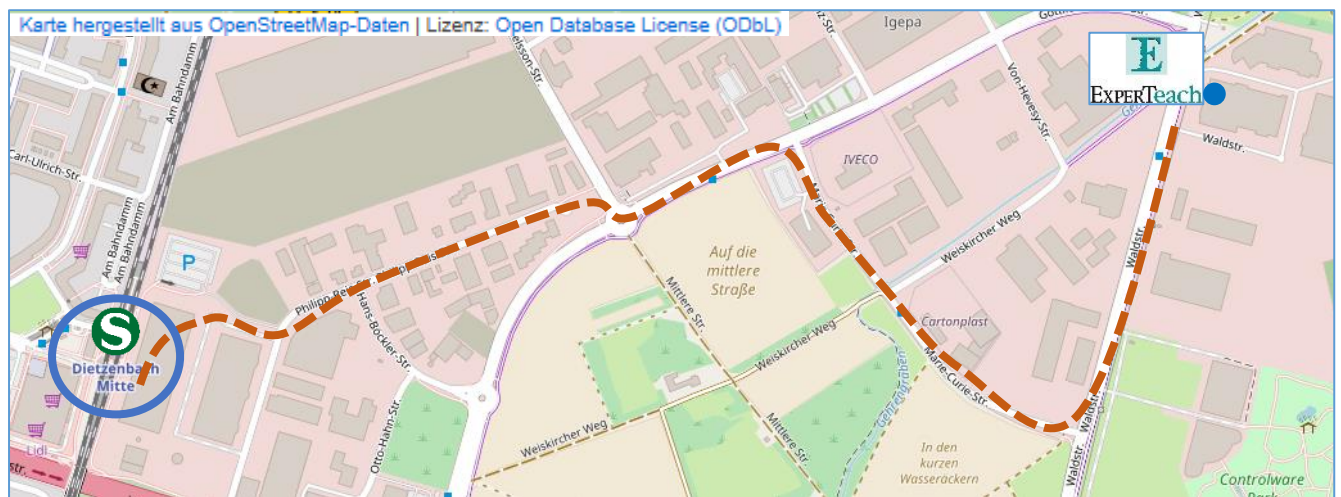 Karte hergestellt aus OpenStreetMap-Daten | Lizenz: Open Database License (ODbL)
Igepa
Am Bahndamm
Carl-Ulrich-Str.
Von-Hevesy-Str.
E
EXPERTeach
Waldstr.
IVECO
Am Bahndamm
Am Bahndamm
P
Auf die
mittlere
Straße
Weiskircher Weg
Waldstr.
Hans-Böckler-Str.
Mittlere Str.
Cartonplast
S
Dietzenbach
Mitte
Weiskircher Weg
Marie-Curie-Str.
Gehrengraben
Otto-Hahn-Str.
Weiskircher Weg
Mittlere Str.
Waldstr.
Lidl
In den
kurzen
Wasseräckern
Waldstr.
Controlware
str.